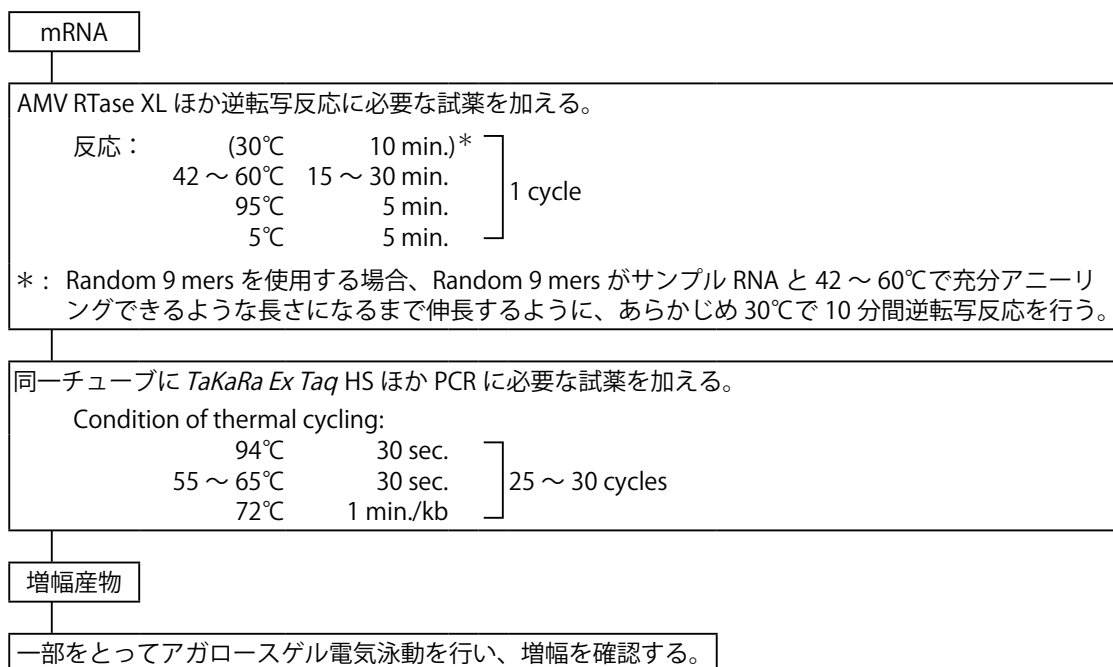 mRNA
AMV RTase XL ほか逆転写反応に必要な試薬を加える。
反応： (30℃ 10 min.)＊
42 〜 60℃ 15 〜 30 min.
1 cycle
95℃ 5 min.
5℃ 5 min.
＊： Random 9 mers を使用する場合、Random 9 mers がサンプル RNA と 42 〜 60℃で充分アニーリ
ングできるような長さになるまで伸長するように、あらかじめ 30℃で 10 分間逆転写反応を行う。
同一チューブに TaKaRa Ex Taq HS ほか PCR に必要な試薬を加える。
Condition of thermal cycling:
94℃ 30 sec.
55 〜 65℃ 30 sec. 25 〜 30 cycles
72℃ 1 min./kb
増幅産物
一部をとってアガロースゲル電気泳動を行い、増幅を確認する。